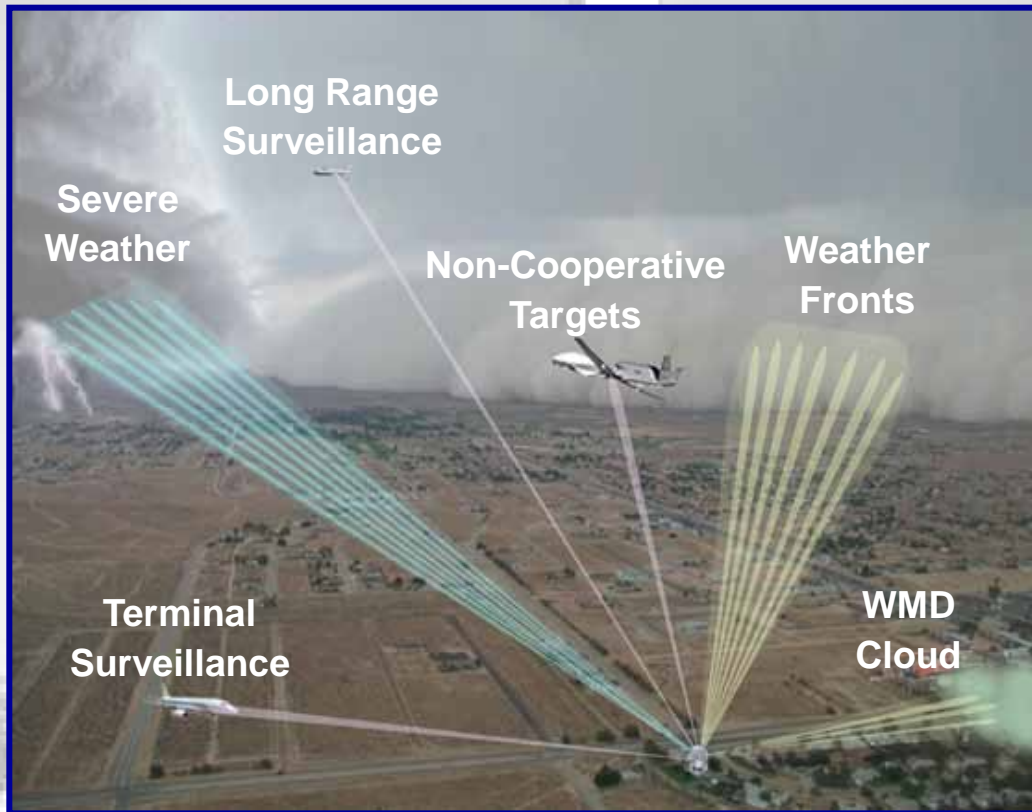 Long Range
Surveillance
Severe
Weather
Non-Cooperative
Targets
Weather
Fronts
Terminal
Surveillance
WMD
Cloud